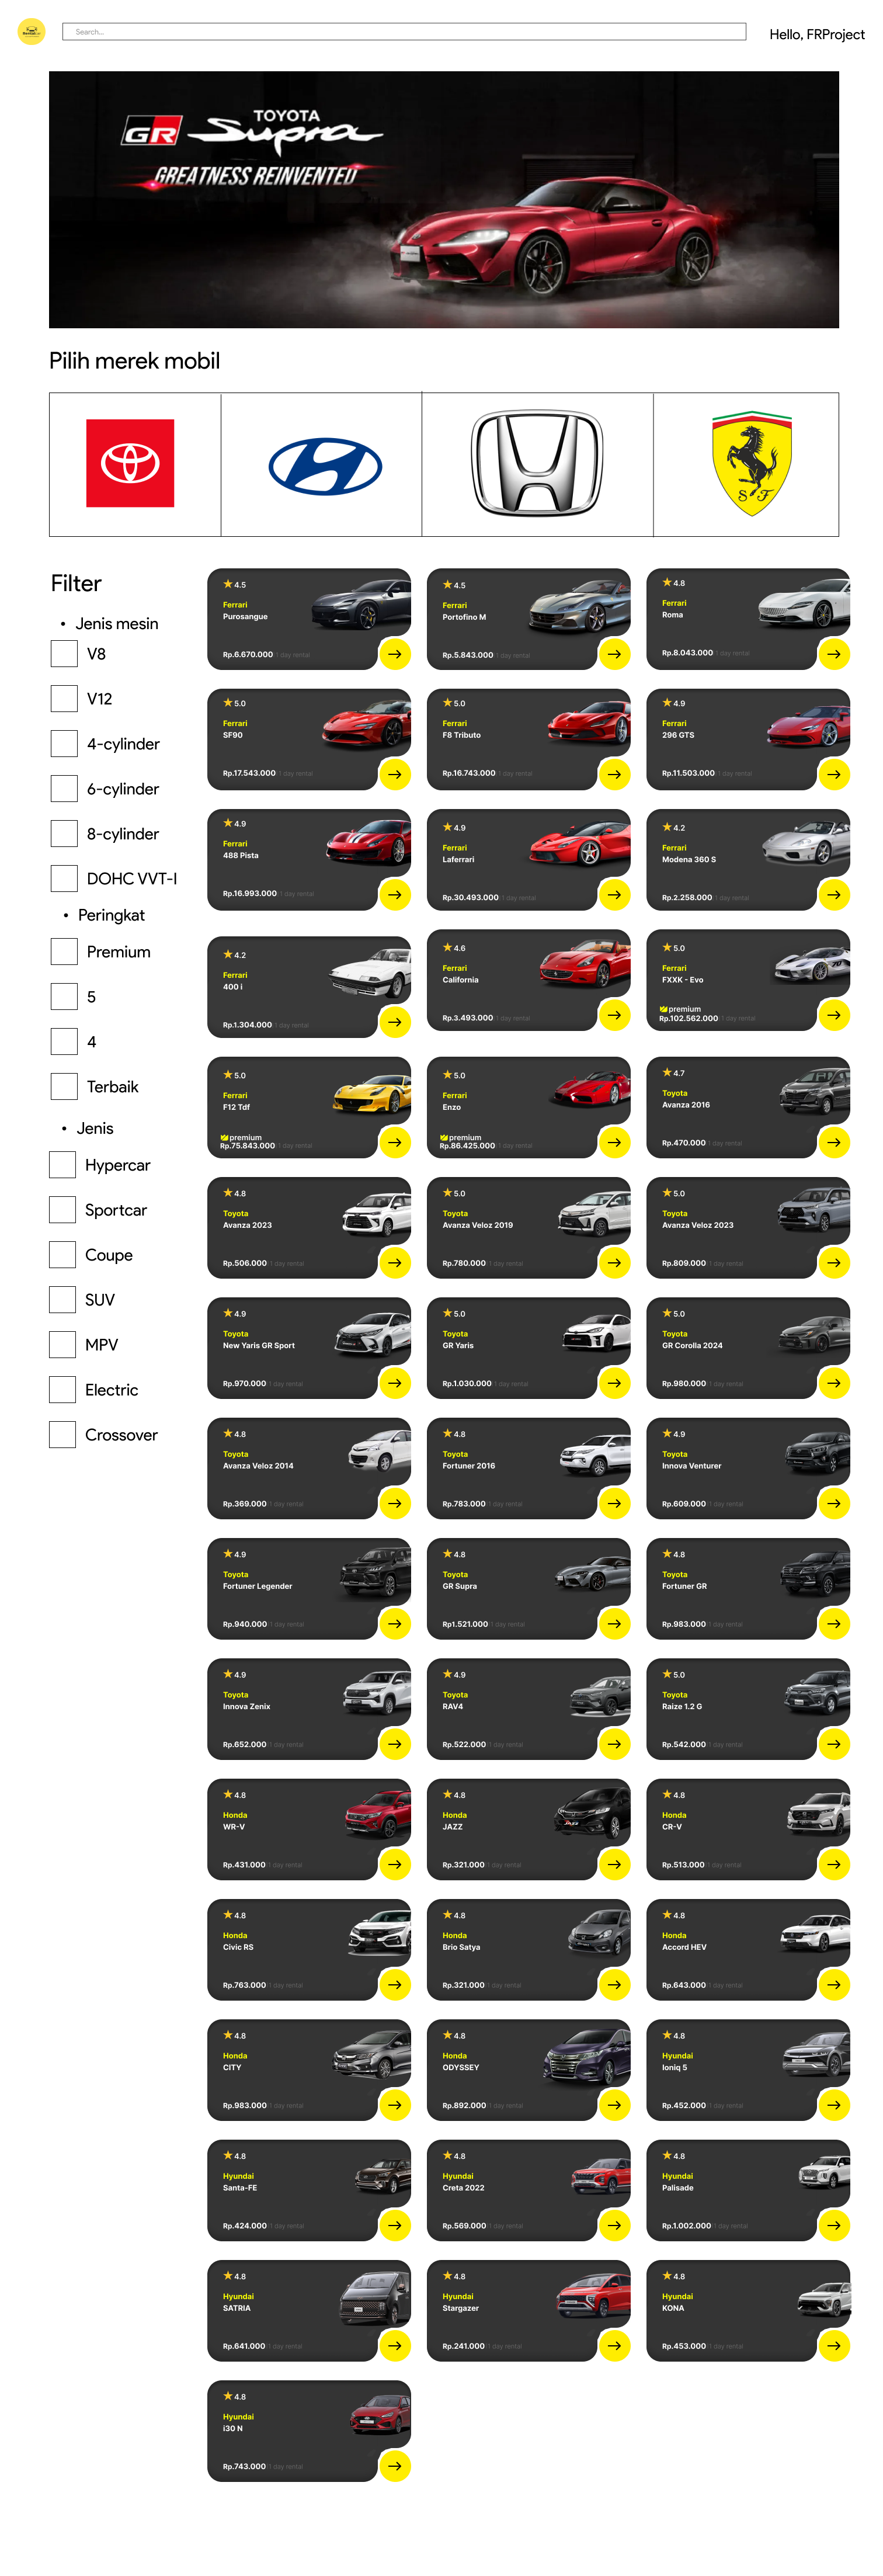 Rental
Search...
Hello, FRProject
GR TOYOTA Supra
GREATNESS REINVENTED
Pilih merek mobil
S F
Filter
• Jenis mesin
V8
V12
4-cylinder
6-cylinder
8-cylinder
DOHC VVT-I
• Peringkat
Premium
5
4
Terbaik
• Jenis
Hypercar
Sportcar
Coupe
SUV
MPV
Electric
Crossover
4.5
Ferrari
Purosangue
Rp.6.670.000 /1 day rental
4.5
Ferrari
Portofino M
Rp.5.843.000 /1 day rental
4.8
Ferrari
Roma
Rp.8.043.000 /1 day rental
5.0
Ferrari
SF90
Rp.17.543.000 /1 day rental
5.0
Ferrari
F8 Tributo
Rp.16.743.000 /1 day rental
4.9
Ferrari
296 GTS
Rp.11.503.000 /1 day rental
4.9
Ferrari
488 Pista
Rp.16.993.000 /1 day rental
4.9
Ferrari
Laferrari
Rp.30.493.000 /1 day rental
4.2
Ferrari
Modena 360 S
Rp.2.258.000 /1 day rental
4.2
Ferrari
400 i
Rp.1.304.000 /1 day rental
4.6
Ferrari
California
Rp.3.493.000 /1 day rental
5.0
Ferrari
FXXK - Evo
premium
Rp.102.562.000 /1 day rental
5.0
Ferrari
F12 Tdf
premium
Rp.75.843.000 /1 day rental
5.0
Ferrari
Enzo
premium
Rp.86.425.000 /1 day rental
4.7
Toyota
Avanza 2016
Rp.470.000 /1 day rental
4.8
Toyota
Avanza 2023
Rp.506.000 /1 day rental
5.0
Toyota
Avanza Veloz 2019
Rp.780.000 /1 day rental
5.0
Toyota
Avanza Veloz 2023
Rp.809.000 /1 day rental
4.9
Toyota
New Yaris GR Sport
Rp.970.000 /1 day rental
5.0
Toyota
GR Yaris
Rp.1.030.000 /1 day rental
5.0
Toyota
GR Corolla 2024
Rp.980.000 /1 day rental
4.8
Toyota
Avanza Veloz 2014
Rp.369.000 /1 day rental
4.8
Toyota
Fortuner 2016
Rp.783.000 /1 day rental
4.9
Toyota
Innova Venturer
Rp.609.000 /1 day rental
4.9
Toyota
Fortuner Legender
Rp.940.000 /1 day rental
4.8
Toyota
GR Supra
Rp1.521.000 /1 day rental
4.8
Toyota
Fortuner GR
Rp.983.000 /1 day rental
4.9
Toyota
Innova Zenix
Rp.652.000 /1 day rental
4.9
Toyota
RAV4
Rp.522.000 /1 day rental
5.0
Toyota
Raize 1.2 G
Rp.542.000 /1 day rental
4.8
Honda
WR-V
Rp.431.000 /1 day rental
4.8
Honda
JAZZ
Rp.321.000 /1 day rental
4.8
Honda
CR-V
Rp.513.000 /1 day rental
4.8
Honda
Civic RS
Rp.763.000 /1 day rental
4.8
Honda
Brio Satya
Rp.321.000 /1 day rental
4.8
Honda
Accord HEV
Rp.643.000 /1 day rental
4.8
Honda
CITY
Rp.983.000 /1 day rental
4.8
Honda
ODYSSEY
Rp.892.000 /1 day rental
4.8
Hyundai
Ioniq 5
Rp.452.000 /1 day rental
4.8
Hyundai
Santa-FE
Rp.424.000 /1 day rental
4.8
Hyundai
Creta 2022
Rp.569.000 /1 day rental
4.8
Hyundai
Palisade
Rp.1.002.000 /1 day rental
4.8
Hyundai
SATRIA
Rp.641.000 /1 day rental
4.8
Hyundai
Stargazer
Rp.241.000 /1 day rental
4.8
Hyundai
KONA
Rp.453.000 /1 day rental
4.8
Hyundai
i30 N
Rp.743.000 /1 day rental